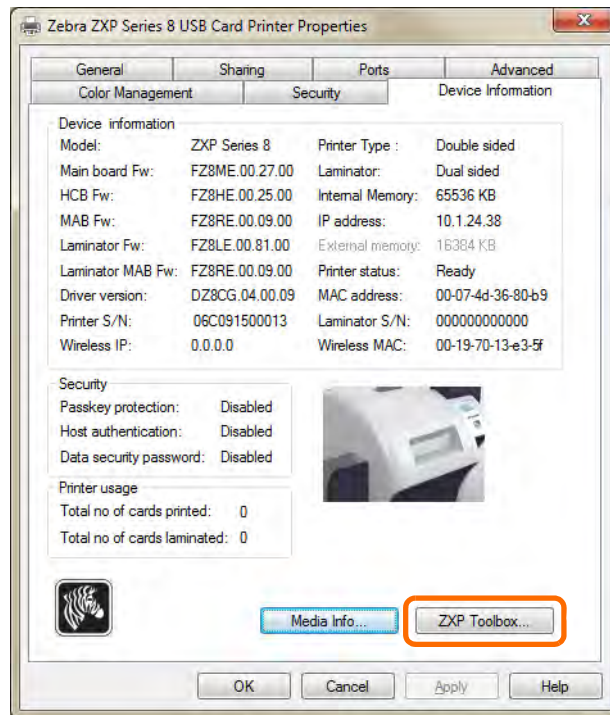 Zebra ZXP Series 8 USB Card Printer Properties
General Sharing Ports Advanced
Color Management Security Device Information
Device information
Model: ZXP Series 8 Printer Type : Double sided
Main board Fw: FZ8ME.00.27.00 Laminator: Dual sided
HCB Fw: FZ8HE.00.25.00 Internal Memory: 65536 KB
MAB Fw: FZ8RE.00.09.00 IP address: 10.1.24.38
Laminator Fw: FZ8LE.00.81.00 External memory: 16384 KB
Laminator MAB Fw: FZ8RE.00.09.00 Printer status: Ready
Driver version: DZ8CG.04.00.09 MAC address: 00-07-4d-36-80-b9
Printer S/N: 06C091500013 Laminator S/N: 000000000000
Wireless IP: 0.0.0.0 Wireless MAC: 00-19-70-13-e3-5f
Security
Passkey protection: Disabled
Host authentication: Disabled
Data security password: Disabled
Printer usage
Total no of cards printed: 0
Total no of cards laminated: 0
Media Info... ZXP Toolbox...
OK Cancel Apply Help